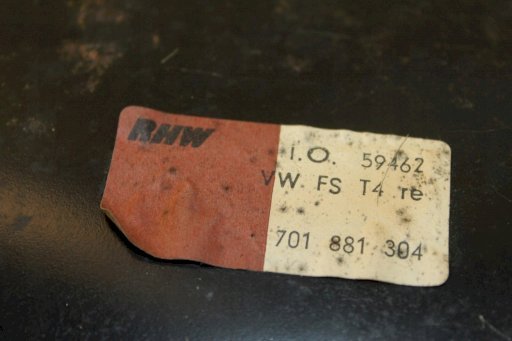 RHW
I.O. 59462
VW FS T4 re
701 881 304